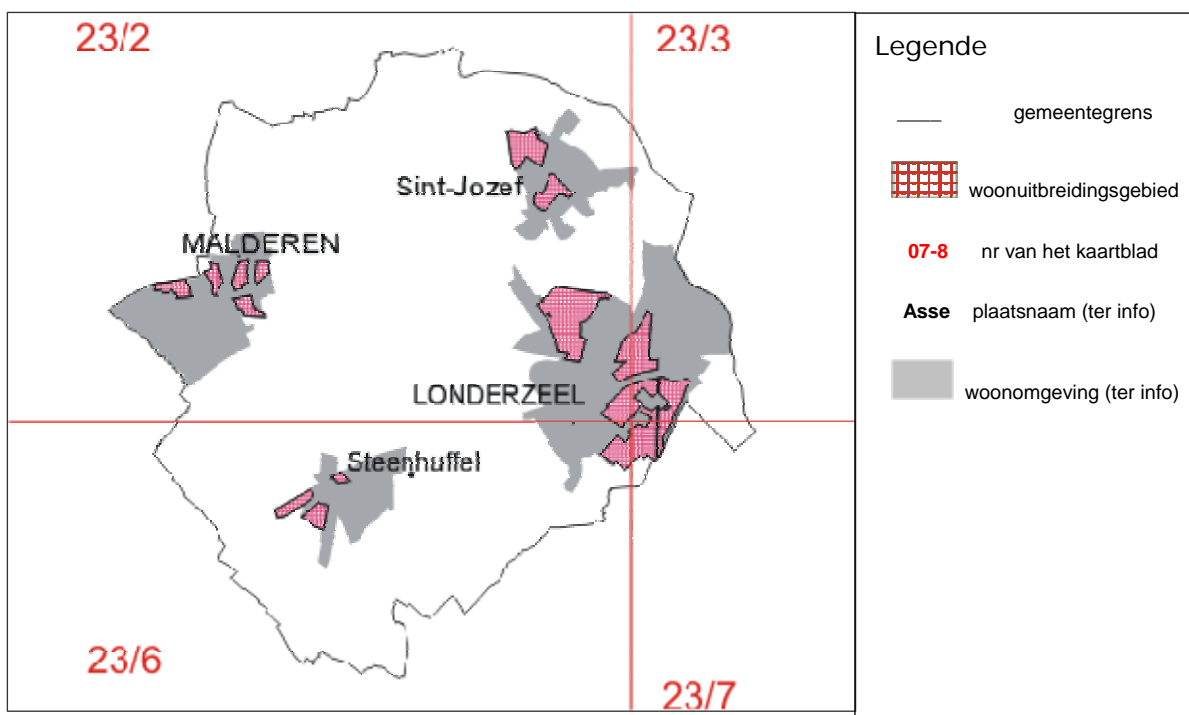 23/2
23/3
Sint-Jozef
MALDEREN
LONDERZEEL
Steenhuffel
23/6
23/7
Legende
gemeentegrens
woonuitbreidingsgebied
07-8 nr van het kaartblad
Asse plaatsnaam (ter info)
woonomgeving (ter info)